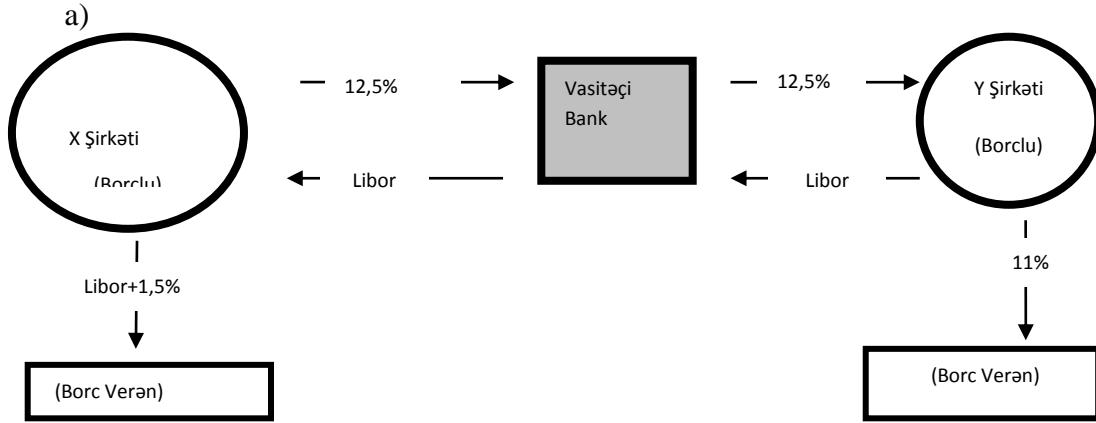 a)
12,5%
Vasitəçi
Bank
12,5%
Y Şirkəti
X Şirkəti
(Borclu)
(Borclu)
Libor
Libor
Libor+1,5%
11%
(Borc Verən)
(Borc Verən)